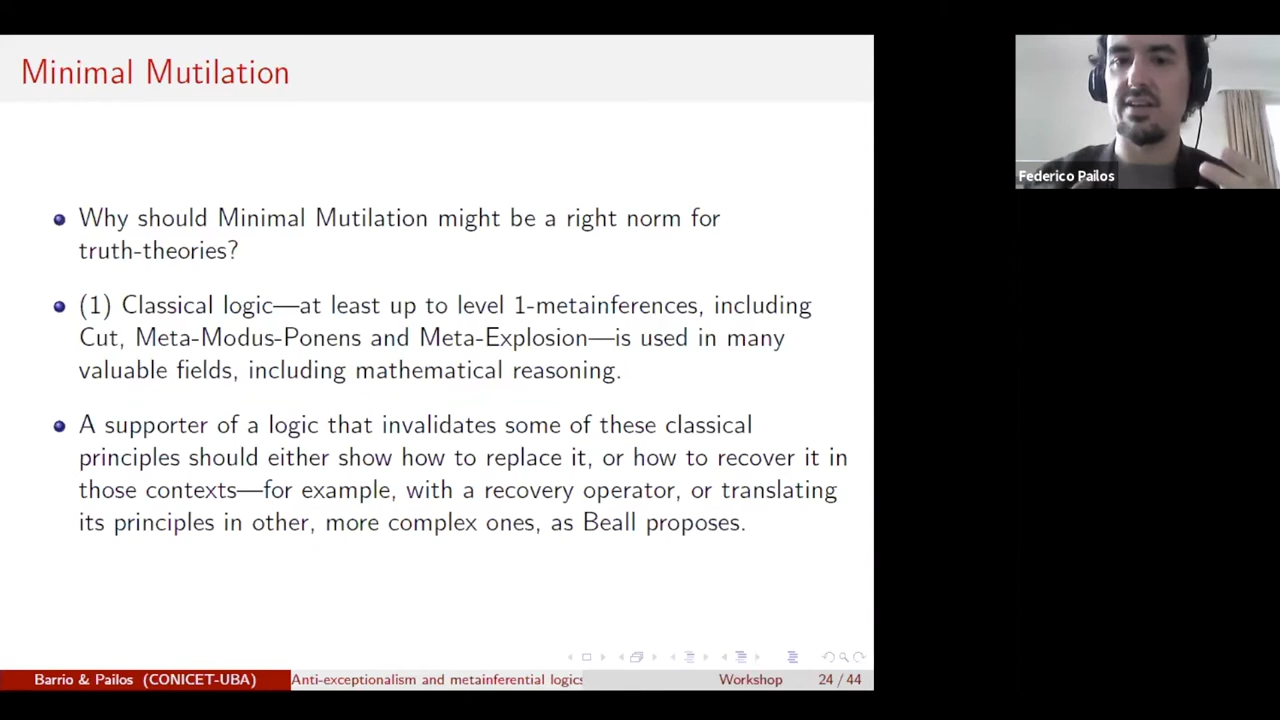 Minimal Mutilation
Federico Pailos
Why should Minimal Mutilation might be a right norm for
truth-theories?
(1) Classical logic—at least up to level 1-metainferences, including
Cut, Meta-Modus-Ponens and Meta-Explosion—is used in many
valuable fields, including mathematical reasoning.
A supporter of a logic that invalidates some of these classical
principles should either show how to replace it, or how to recover it in
those contexts—for example, with a recovery operator, or translating
its principles in other, more complex ones, as Beall proposes.
Barrio & Pailos (CONICET-UBA) Anti-exceptionalism and metainferential logics Workshop 24 / 44